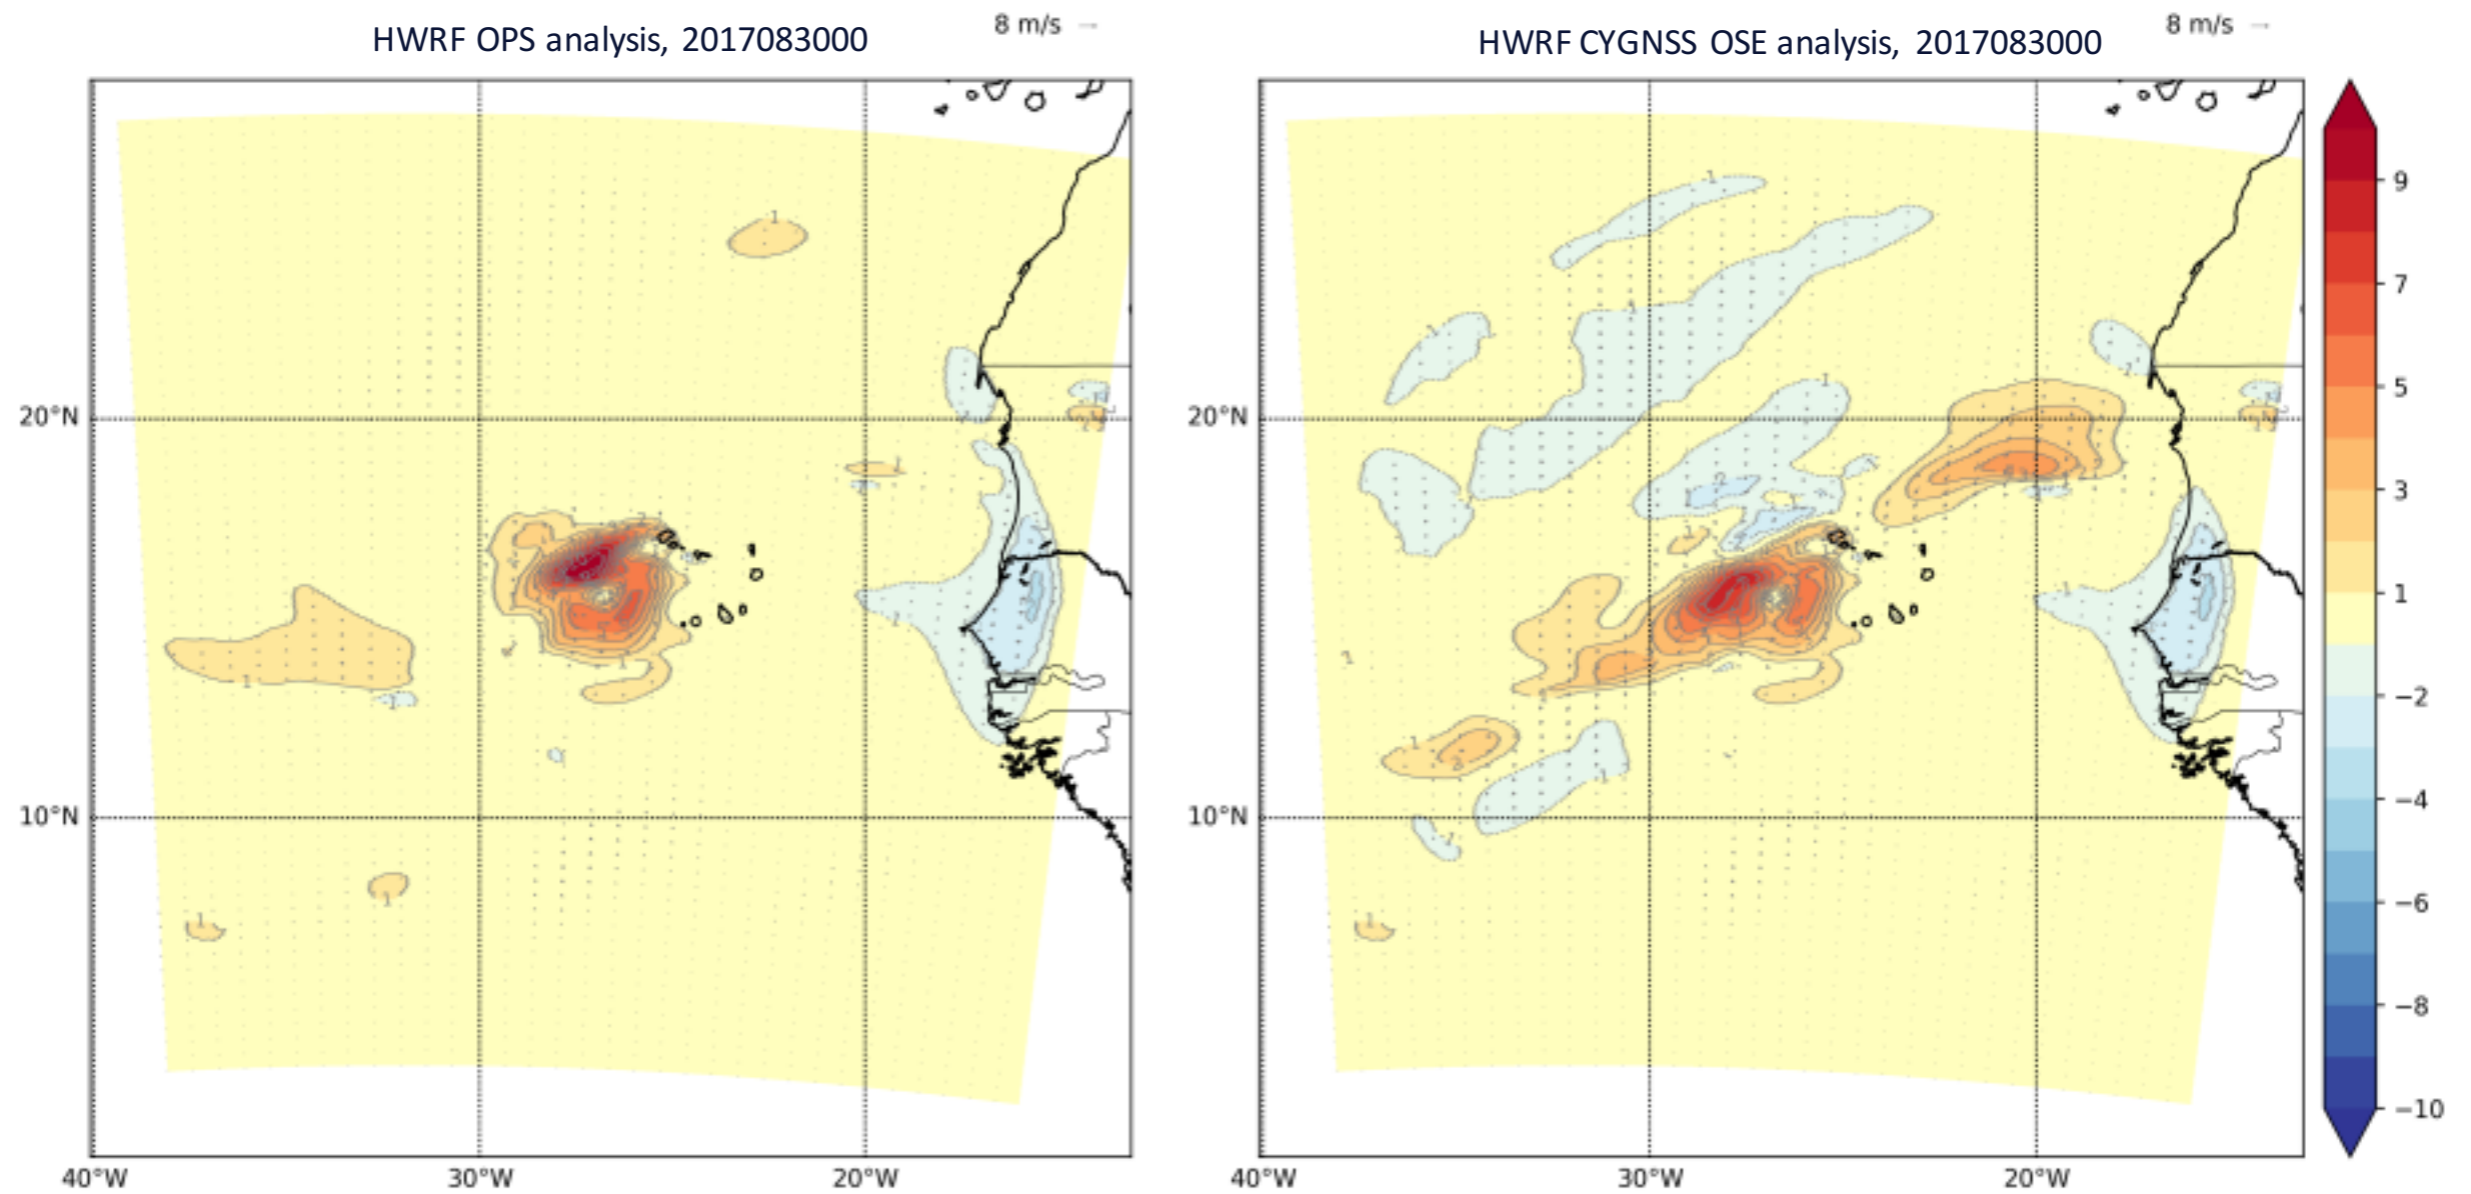 HWRF OPS analysis, 2017083000
8 m/s
HWRF CYGNSS OSE analysis, 2017083000
8 m/s
20°N
10°N
40°W
30°W
20°W
20°N
10°N
40°W
30°W
20°W
9
7
5
3
1
−2
−4
−6
−8
−10